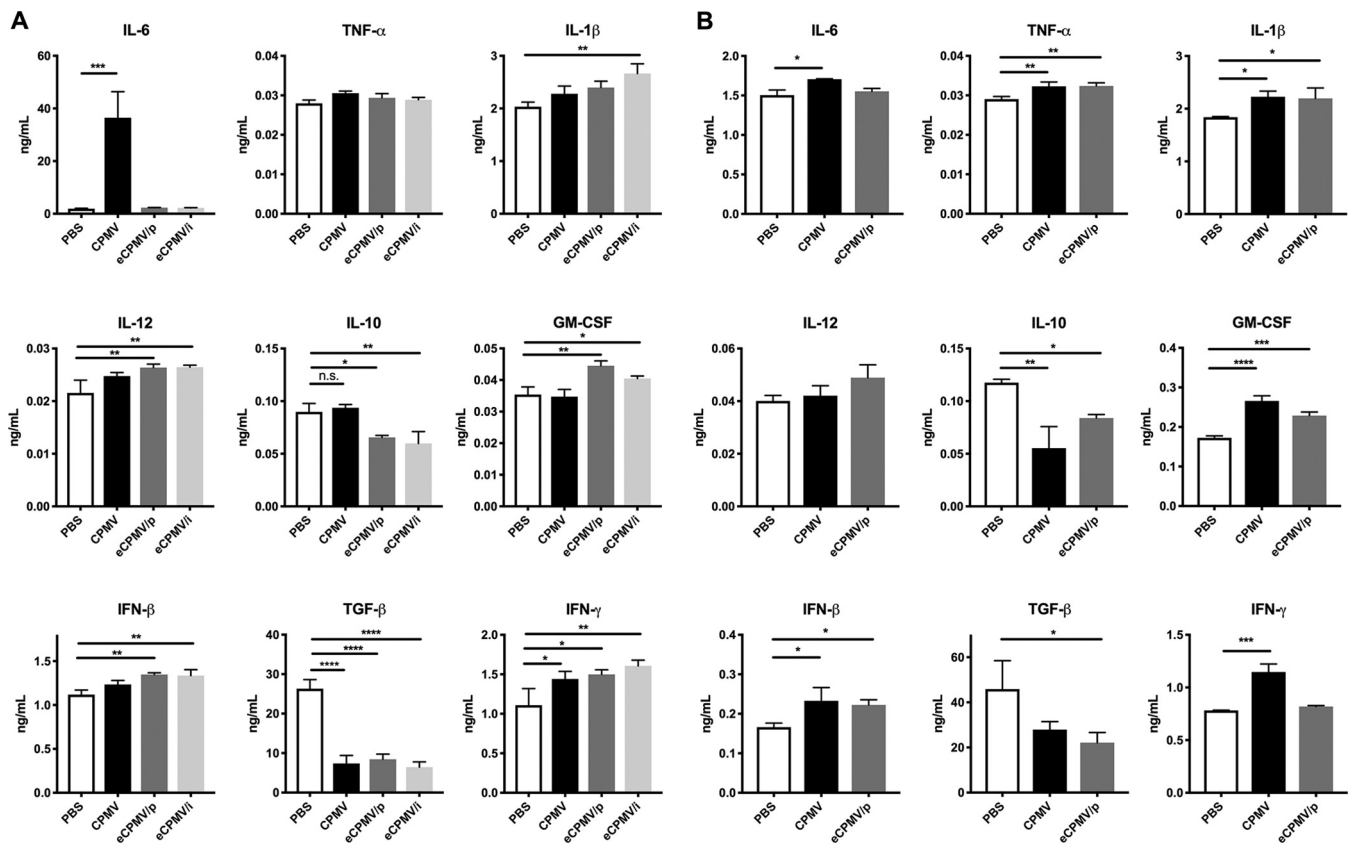 A
B
IL-6
ng/mL
60
40
20
0
***
PBS
CPMV
eCPMV/p
eCPMV/i
TNF-α
ng/mL
0.04
0.03
0.02
0.01
0.00
PBS
CPMV
eCPMV/p
eCPMV/i
IL-1β
ng/mL
3
2
1
0
**
PBS
CPMV
eCPMV/p
eCPMV/i
IL-6
ng/mL
2.0
1.5
1.0
0.5
0.0
*
PBS
CPMV
eCPMV/p
TNF-α
ng/mL
0.04
0.03
0.02
0.01
0.00
**
**
PBS
CPMV
eCPMV/p
IL-1β
ng/mL
3
2
1
0
*
*
PBS
CPMV
eCPMV/p
IL-12
ng/mL
0.03
0.02
0.01
0.00
**
**
PBS
CPMV
eCPMV/p
eCPMV/i
IL-10
ng/mL
0.15
0.10
0.05
0.00
**
*
n.s.
PBS
CPMV
eCPMV/p
eCPMV/i
GM-CSF
ng/mL
0.05
0.04
0.03
0.02
0.01
0.00
*
**
PBS
CPMV
eCPMV/p
eCPMV/i
IL-12
ng/mL
0.06
0.04
0.02
0.00
PBS
CPMV
eCPMV/p
IL-10
ng/mL
0.15
0.10
0.05
0.00
*
**
PBS
CPMV
eCPMV/p
GM-CSF
ng/mL
0.4
0.3
0.2
0.1
0.0
***
****
PBS
CPMV
eCPMV/p
IFN-β
ng/mL
1.5
1.0
0.5
0.0
**
**
PBS
CPMV
eCPMV/p
eCPMV/i
TGF-β
ng/mL
40
30
20
10
0
****
****
****
PBS
CPMV
eCPMV/p
eCPMV/i
IFN-γ
ng/mL
2.0
1.5
1.0
0.5
0.0
**
*
*
PBS
CPMV
eCPMV/p
eCPMV/i
IFN-β
ng/mL
0.4
0.3
0.2
0.1
0.0
*
*
PBS
CPMV
eCPMV/p
TGF-β
ng/mL
60
40
20
0
*
PBS
CPMV
eCPMV/p
IFN-γ
ng/mL
1.5
1.0
0.5
0.0
***
PBS
CPMV
eCPMV/p